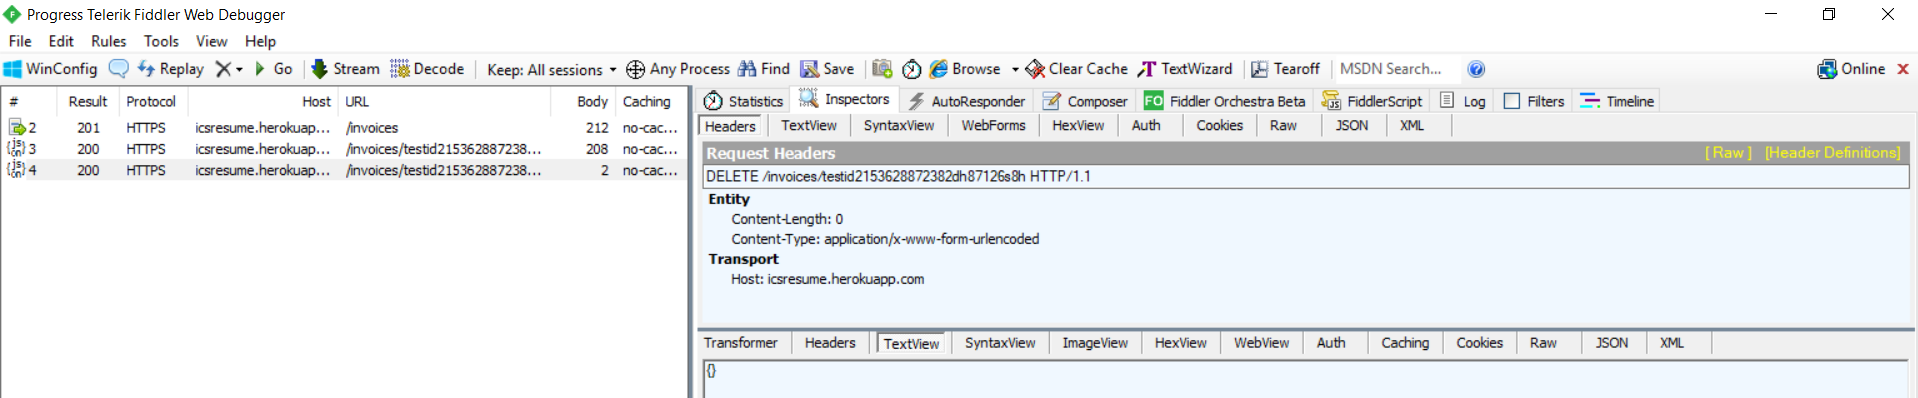 Progress Telerik Fiddler Web Debugger
File Edit Rules Tools View Help
WinConfig Replay Go Stream Decode Keep: All sessions Any Process Find Save Browse Clear Cache TextWizard Tearoff MSDN Search... Online
# Result Protocol Host URL Body Caching
2 201 HTTPS icsresume.herokuap... /invoices 212 no-cac...
3 200 HTTPS icsresume.herokuap... /invoices/testid215362887238... 208 no-cac...
4 200 HTTPS icsresume.herokuap... /invoices/testid215362887238... 2 no-cac...
Statistics Inspectors AutoResponder Composer FO Fiddler Orchestra Beta FiddlerScript Log Filters Timeline
Headers TextView SyntaxView WebForms HexView Auth Cookies Raw JSON XML
Request Headers [ Raw ] [Header Definitions]
DELETE /invoices/testid2153628872382dh87126s8h HTTP/1.1
Entity
Content-Length: 0
Content-Type: application/x-www-form-urlencoded
Transport
Host: icsresume.herokuapp.com
Transformer Headers TextView SyntaxView ImageView HexView WebView Auth Caching Cookies Raw JSON XML
{}